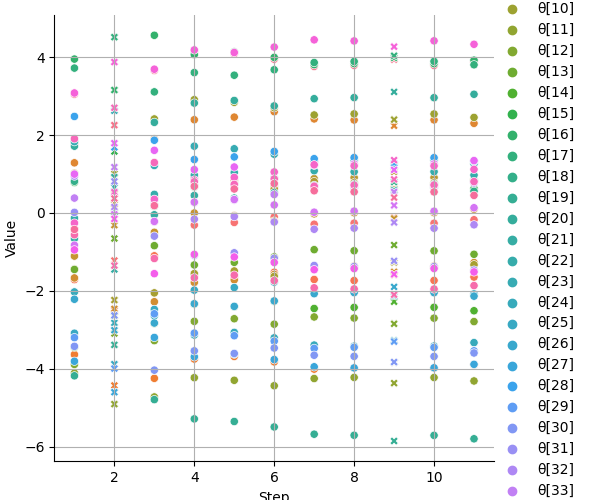 Value
4
2
0
−2
−4
−6
2
4
6
8
10
Step
θ[10]
θ[11]
θ[12]
θ[13]
θ[14]
θ[15]
θ[16]
θ[17]
θ[18]
θ[19]
θ[20]
θ[21]
θ[22]
θ[23]
θ[24]
θ[25]
θ[26]
θ[27]
θ[28]
θ[29]
θ[30]
θ[31]
θ[32]
θ[33]